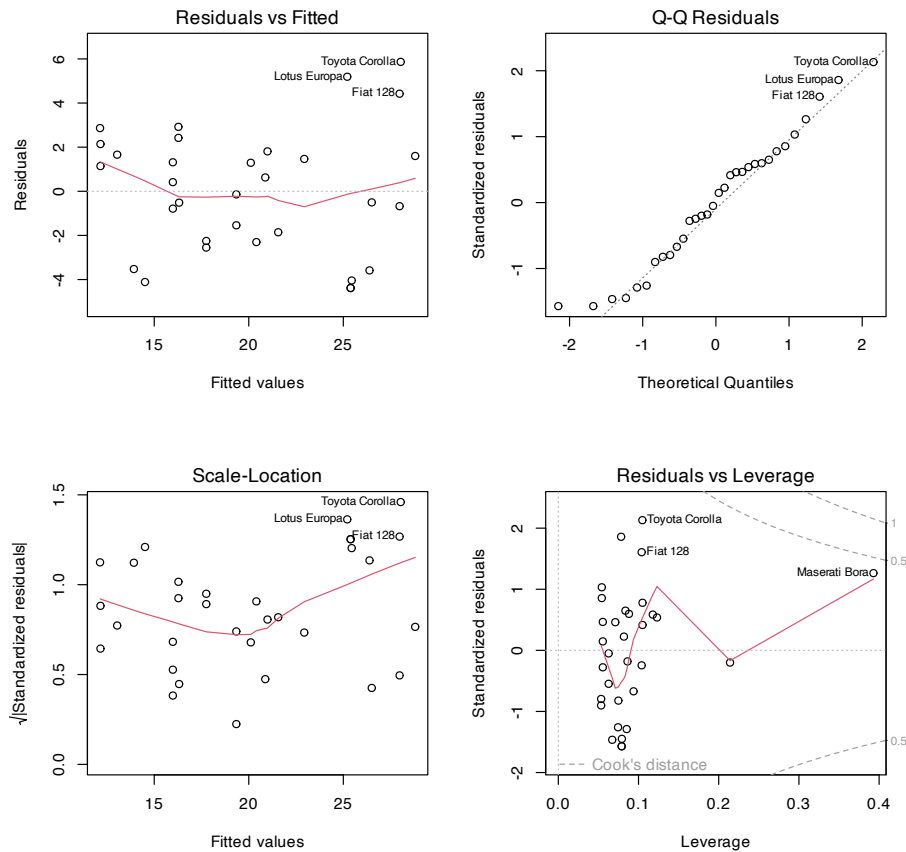 Residuals vs Fitted
Residuals
6
4
2
0
-2
-4
15
20
25
Fitted values
Toyota Corolla
Lotus Europa
Fiat 128
Q-Q Residuals
Standardized residuals
2
1
0
-1
-2
-1
0
1
2
Theoretical Quantiles
Toyota Corolla
Lotus Europa
Fiat 128
Scale-Location
√|Standardized residuals|
1.5
1.0
0.5
0.0
15
20
25
Fitted values
Toyota Corolla
Lotus Europa
Fiat 128
Residuals vs Leverage
Standardized residuals
2
1
0
-1
-2
0.0
0.1
0.2
0.3
0.4
Leverage
Toyota Corolla
Fiat 128
Maserati Bora
Cook's distance
1
0.5
0.5